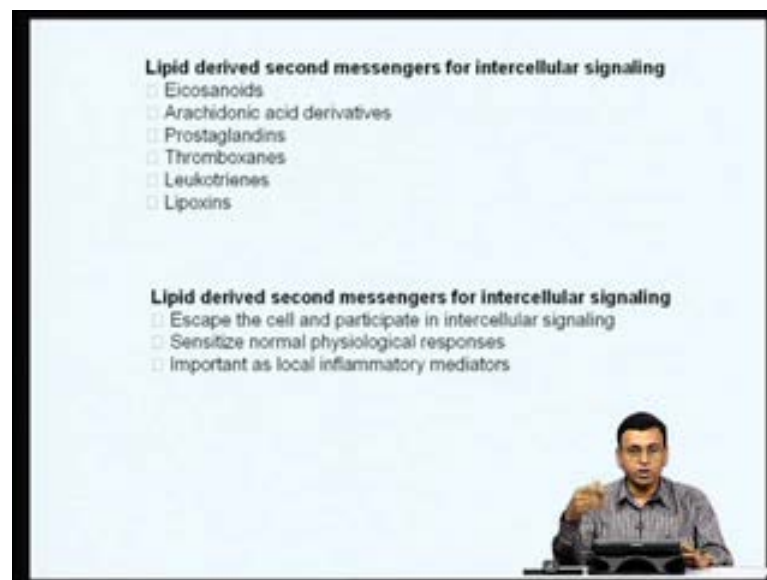 Lipid derived second messengers for intercellular signaling
Eicosanoids
Arachidonic acid derivatives
Prostaglandins
Thromboxanes
Leukotrienes
Lipoxins
Lipid derived second messengers for intercellular signaling
Escape the cell and participate in intercellular signaling
Sensitize normal physiological responses
Important as local inflammatory mediators